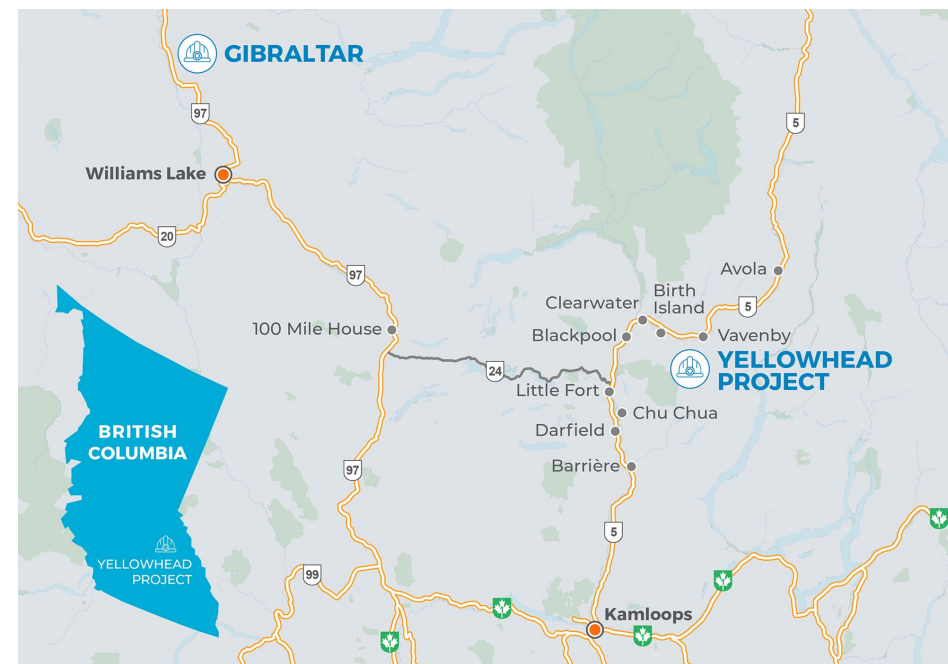 GIBRALTAR
97
5
Williams Lake
20
97
Avola
Birth
Island
Clearwater
5
100 Mile House
Blackpool
Vavenby
YELLOWHEAD
PROJECT
24
Little Fort
Chu Chua
Darfield
BRITISH
COLUMBIA
Barrière
97
5
YELLOWHEAD
PROJECT
99
Kamloops